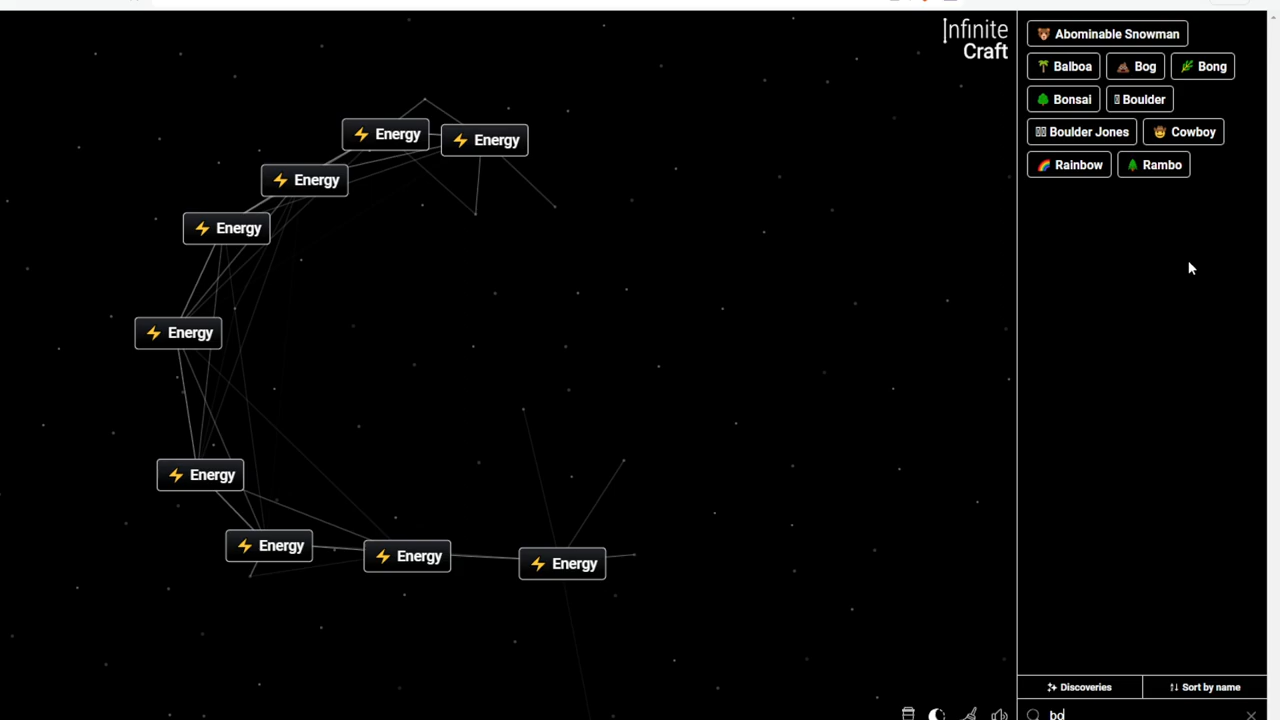 Infinite
Craft
🐻 Abominable Snowman
🌴 Balboa 💩 Bog 🌿 Bong
🌳 Bonsai Boulder
Boulder Jones 🤠 Cowboy
🌈 Rainbow 🌲 Rambo
⚡ Energy
⚡ Energy
⚡ Energy
⚡ Energy
⚡ Energy
⚡ Energy
⚡ Energy
⚡ Energy
⚡ Energy
Discoveries Sort by name